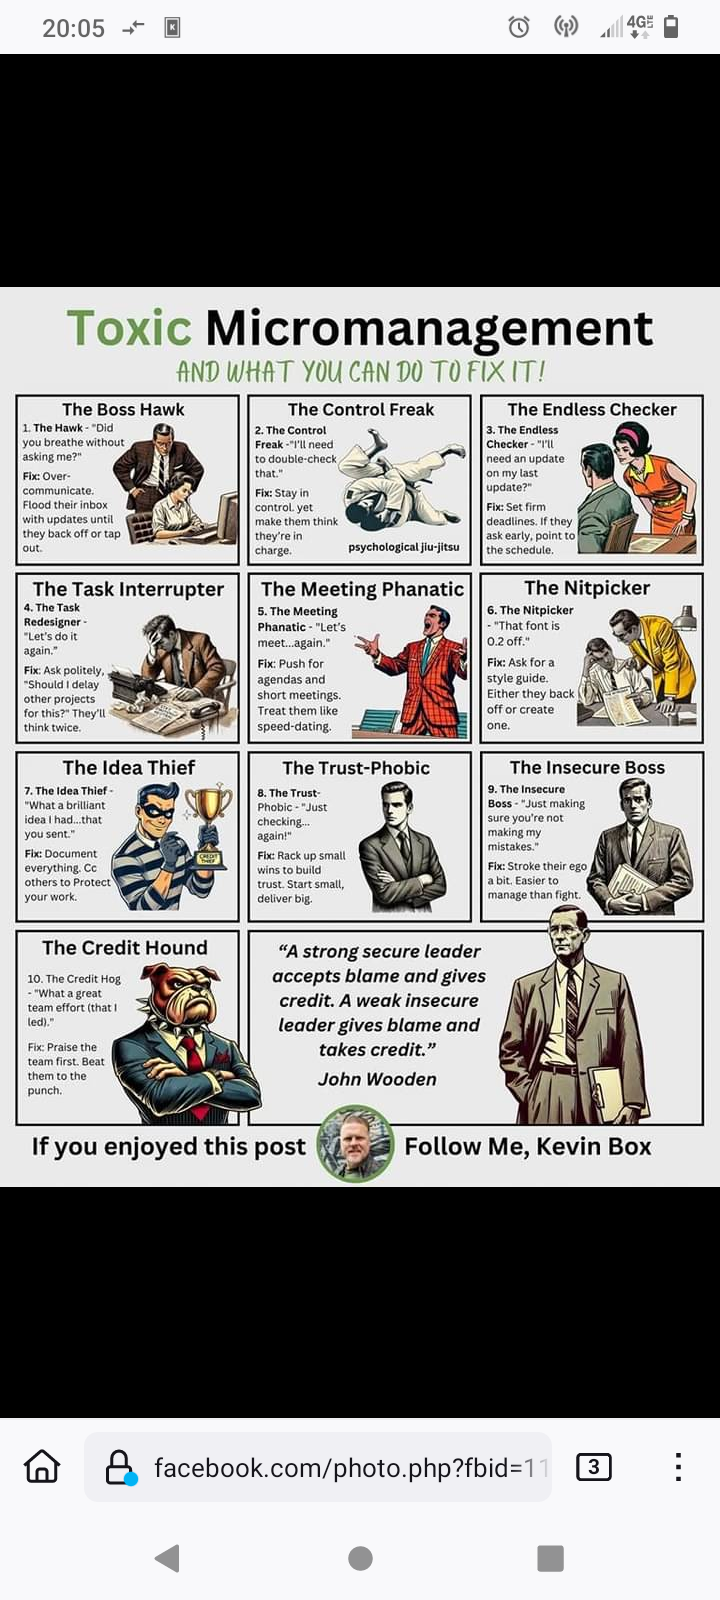 20:05
4G LTE
Toxic Micromanagement
AND WHAT YOU CAN DO TO FIX IT!
The Boss Hawk
1. The Hawk - "Did
you breathe without
asking me?"
Fix: Over-
communicate.
Flood their inbox
with updates until
they back off or tap
out.
The Control Freak
2. The Control
Freak -"I'll need
to double-check
that."
Fix: Stay in
control. yet
make them think
they're in
charge.
psychological jiu-jitsu
The Endless Checker
3. The Endless
Checker - "I'll
need an update
on my last
update?"
Fix: Set firm
deadlines. If they
ask early, point to
the schedule.
The Task Interrupter
4. The Task
Redesigner -
"Let's do it
again."
Fix: Ask politely,
"Should I delay
other projects
for this?" They'll
think twice.
The Meeting Phanatic
5. The Meeting
Phanatic - "Let's
meet...again."
Fix: Push for
agendas and
short meetings.
Treat them like
speed-dating.
The Nitpicker
6. The Nitpicker
- "That font is
0.2 off."
Fix: Ask for a
style guide.
Either they back
off or create
one.
The Idea Thief
7. The Idea Thief -
"What a brilliant
idea I had...that
you sent."
Fix: Document
everything. Cc
others to Protect
your work.
CREDIT
THIEF
The Trust-Phobic
8. The Trust-
Phobic - "Just
checking...
again!"
Fix: Rack up small
wins to build
trust. Start small,
deliver big.
The Insecure Boss
9. The Insecure
Boss - "Just making
sure you're not
making my
mistakes."
Fix: Stroke their ego
a bit. Easier to
manage than fight.
The Credit Hound
10. The Credit Hog
- "What a great
team effort (that I
led)."
Fix: Praise the
team first. Beat
them to the
punch.
“A strong secure leader
accepts blame and gives
credit. A weak insecure
leader gives blame and
takes credit.”
John Wooden
If you enjoyed this post
Follow Me, Kevin Box
facebook.com/photo.php?fbid=11
3